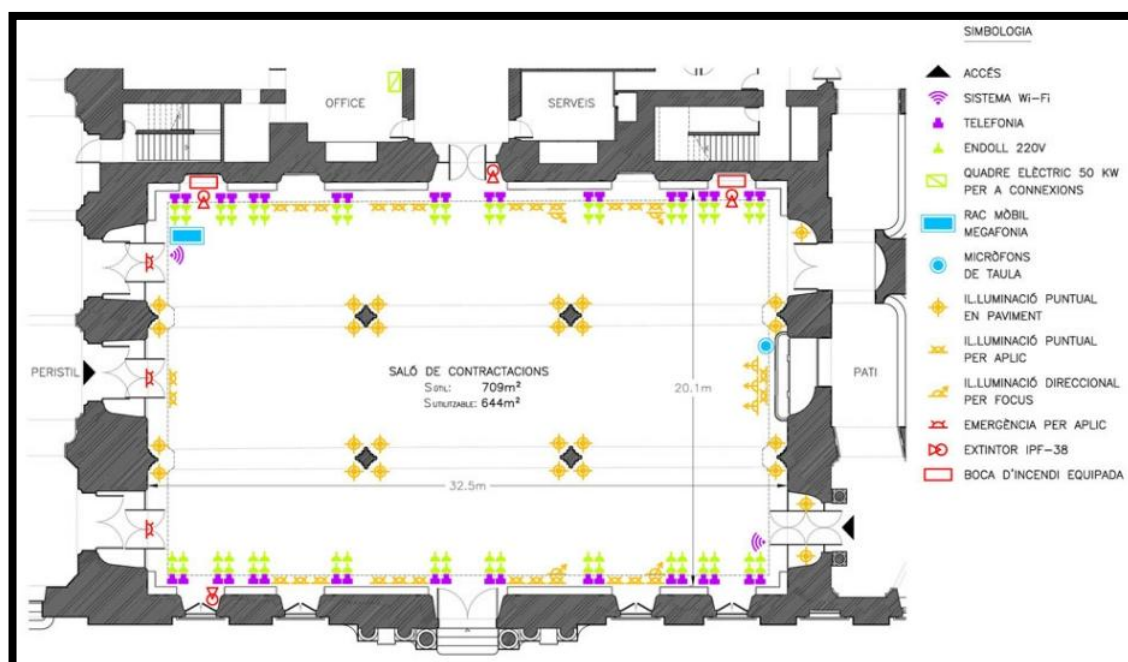 SIMBOLOGIA
ACCÉS
SISTEMA Wi-Fi
TELEFONIA
ENDOLL 220V
QUADRE ELÈCTRIC 50 KW
PER A CONNEXIONS
RAC MÒBIL
MEGAFONIA
MICRÒFONS
DE TAULA
IL.LUMINACIÓ PUNTUAL
EN PAVIMENT
IL.LUMINACIÓ PUNTUAL
PER APLIC
IL.LUMINACIÓ DIRECCIONAL
PER FOCUS
EMERGÈNCIA PER APLIC
EXTINTOR IPF-38
BOCA D'INCENDI EQUIPADA
OFFICE
SERVEIS
PERISTIL
SALÓ DE CONTRACTACIONS
SÚTIL: 709m²
SUTILITZABLE: 644m²
20.1m
PATI
32.5m